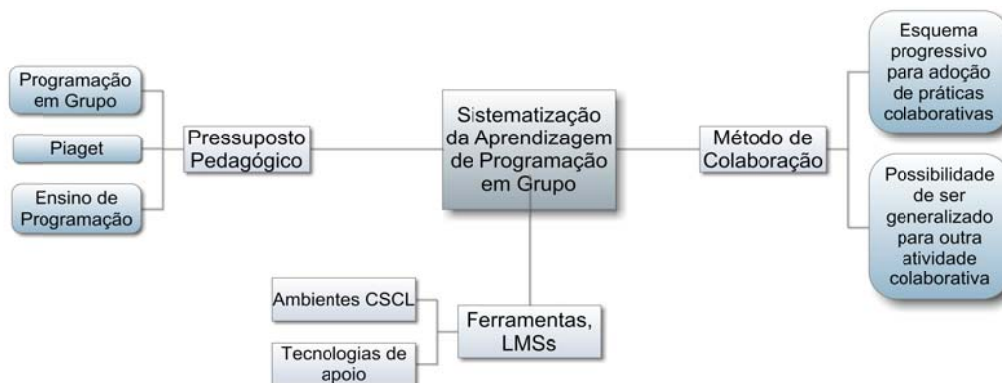 Programação
em Grupo
Piaget
Ensino de
Programação
Pressuposto
Pedagógico
Sistematização
da Aprendizagem
de Programação
em Grupo
Ambientes CSCL
Tecnologias de
apoio
Ferramentas,
LMSs
Método de
Colaboração
Esquema
progressivo
para adoção
de práticas
colaborativas
Possibilidade
de ser
generalizado
para outra
atividade
colaborativa